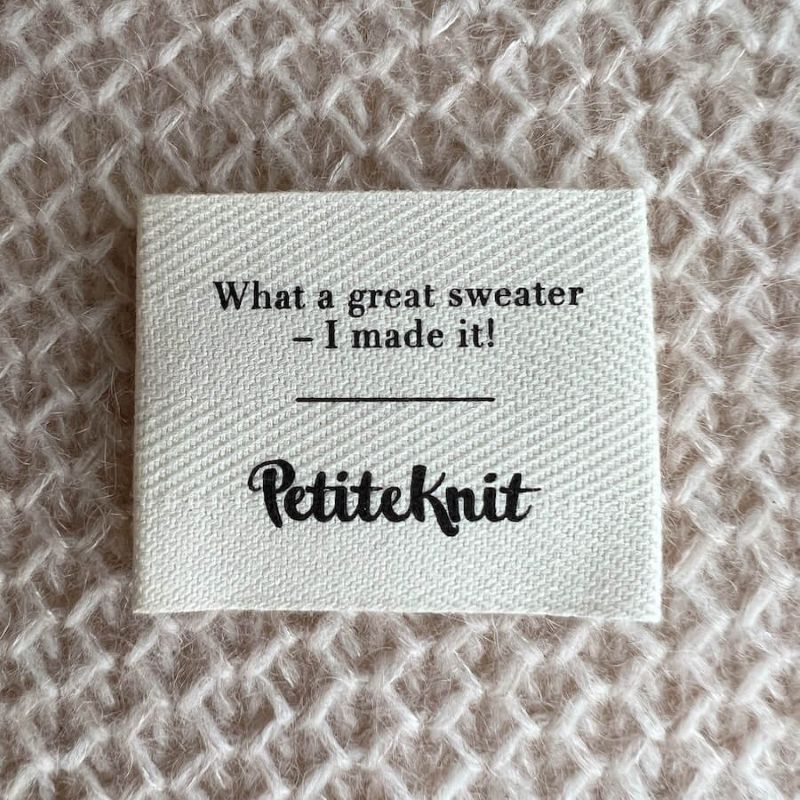 What a great sweater
– I made it!
PetiteKnit